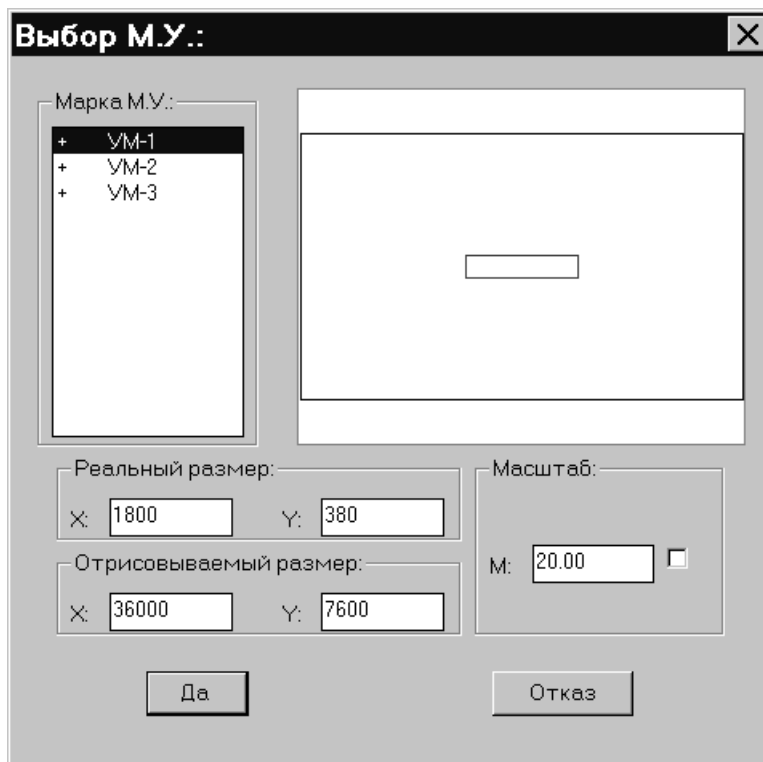 Выбор М.У.:
Марка М.У.:
+ УМ-1
+ УМ-2
+ УМ-3
Реальный размер:
X: 1800 Y: 380
Масштаб:
М: 20.00
Отрисовываемый размер:
X: 36000 Y: 7600
Да Отказ